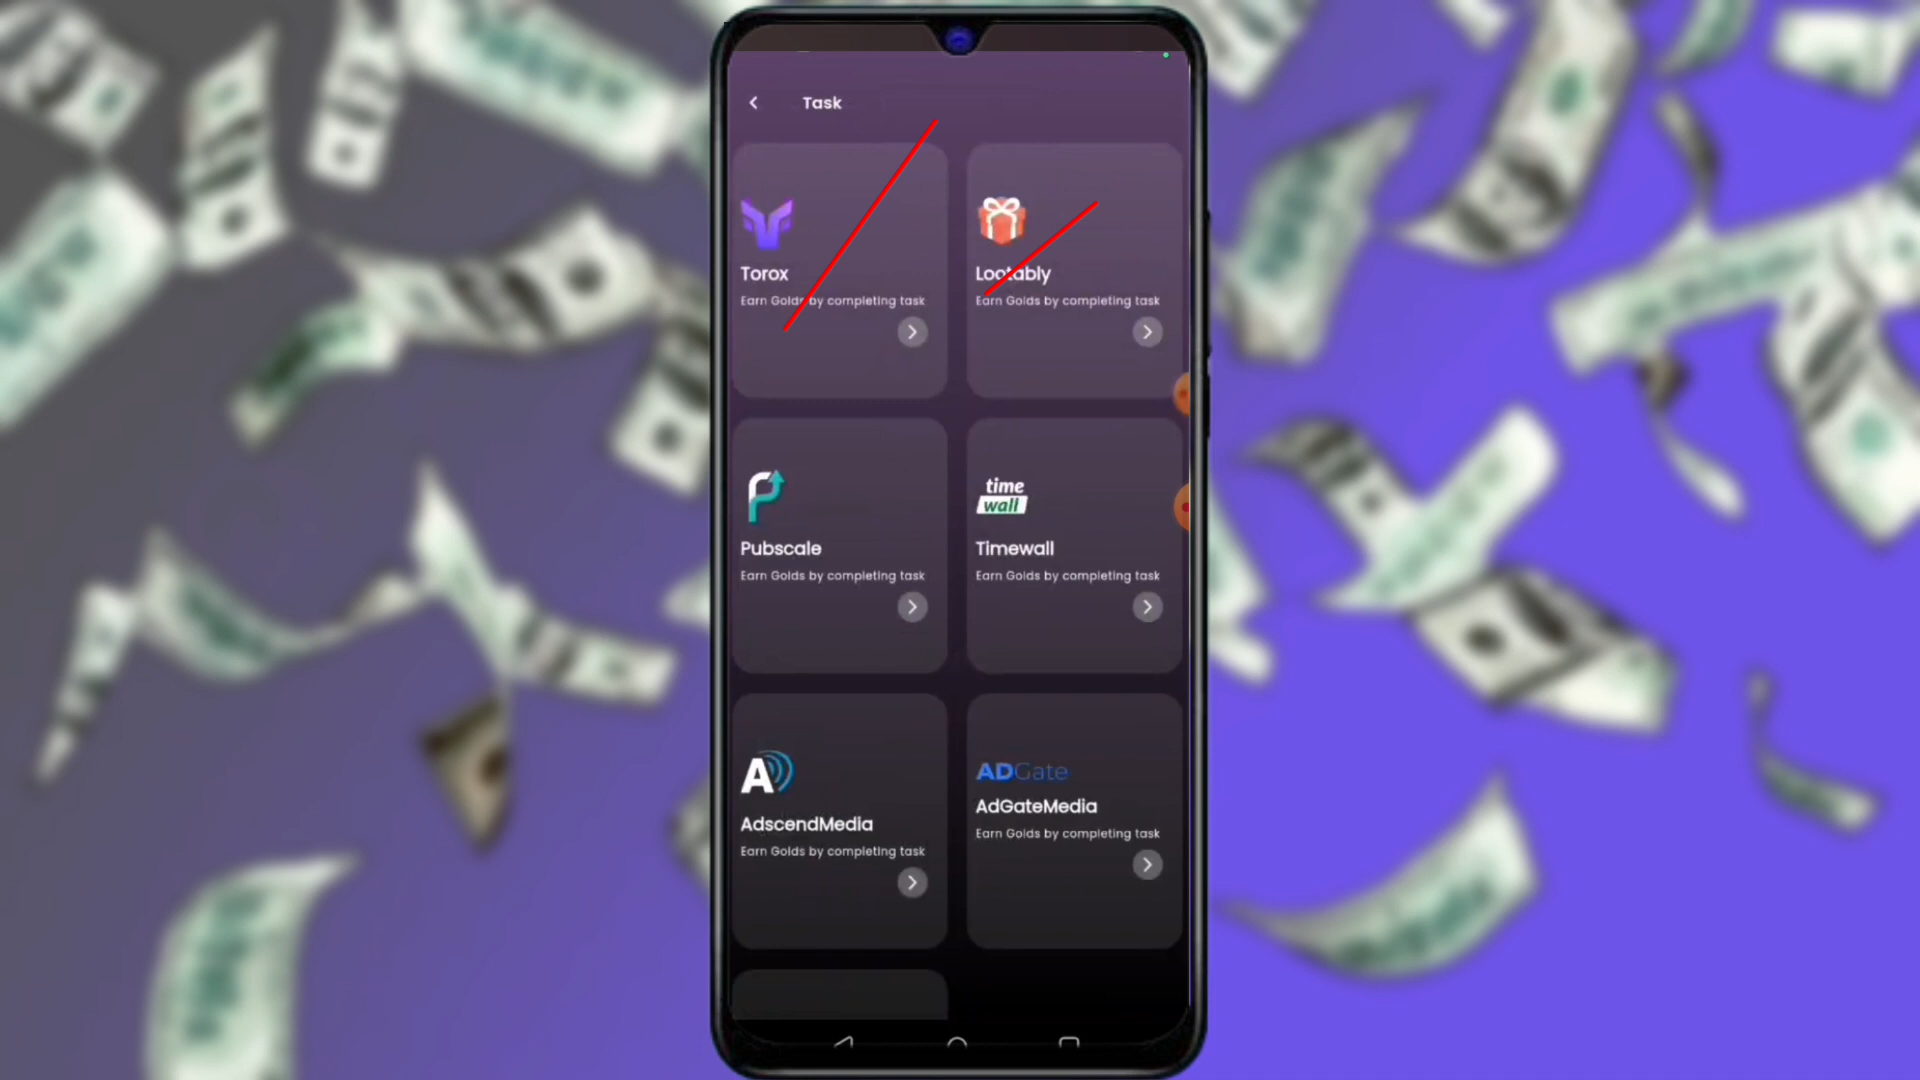 Task
Torox
Earn Golds by completing task
Lootably
Earn Golds by completing task
Pubscale
Earn Golds by completing task
time
wall
Timewall
Earn Golds by completing task
A
AdscendMedia
Earn Golds by completing task
ADGate
AdGateMedia
Earn Golds by completing task